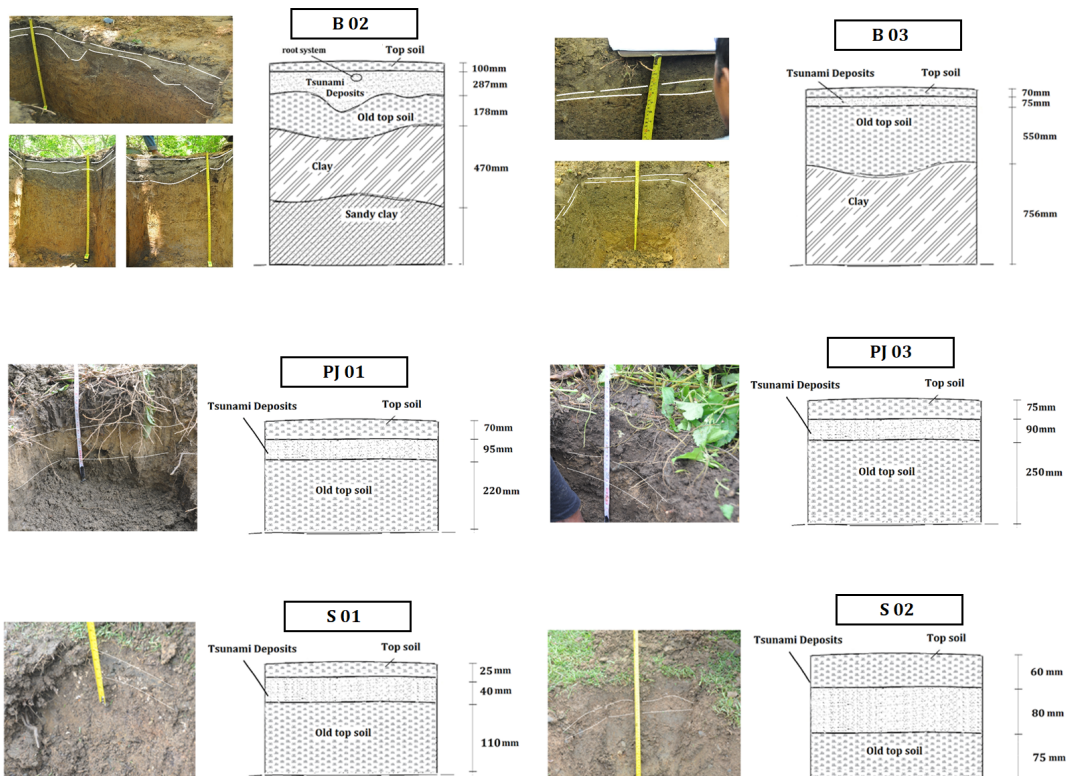 B 02
root system
Top soil
Tsunami
Deposits
Old top soil
Clay
Sandy clay
100mm
287mm
178mm
470mm
B 03
Tsunami Deposits
Top soil
Old top soil
Clay
70mm
75mm
550mm
756mm
PJ 01
Tsunami Deposits
Top soil
Old top soil
70mm
95mm
220mm
PJ 03
Tsunami Deposits
Top soil
Old top soil
75mm
90mm
250mm
S 01
Tsunami Deposits
Top soil
Old top soil
25mm
40mm
110mm
S 02
Tsunami Deposits
Top soil
Old top soil
60 mm
80 mm
75 mm